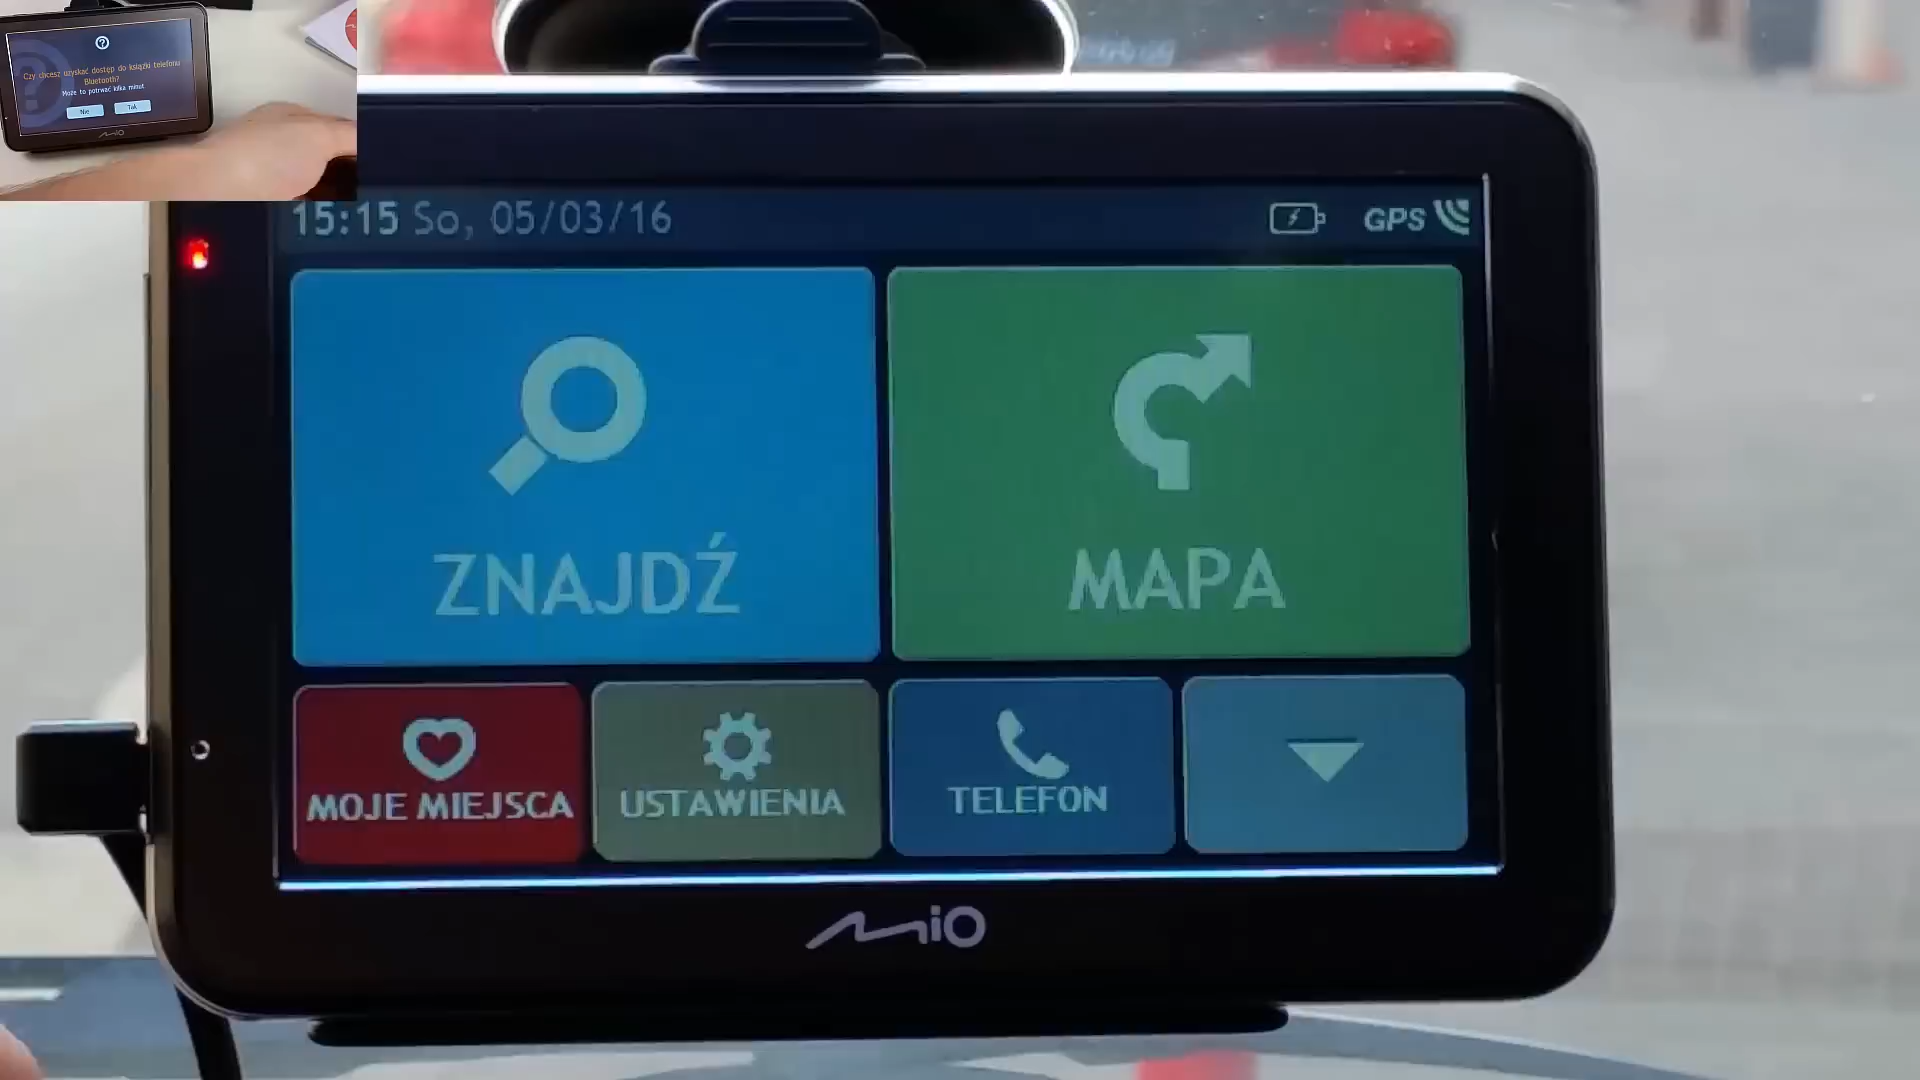 Czy chcesz uzyskać dostęp do książki telefonu
Bluetooth?
Może to potrwać kilka minut
Nie
Tak
Mio
15:15 So, 05/03/16
GPS
ZNAJDŹ
MAPA
MOJE MIEJSCA
USTAWIENIA
TELEFON
Mio